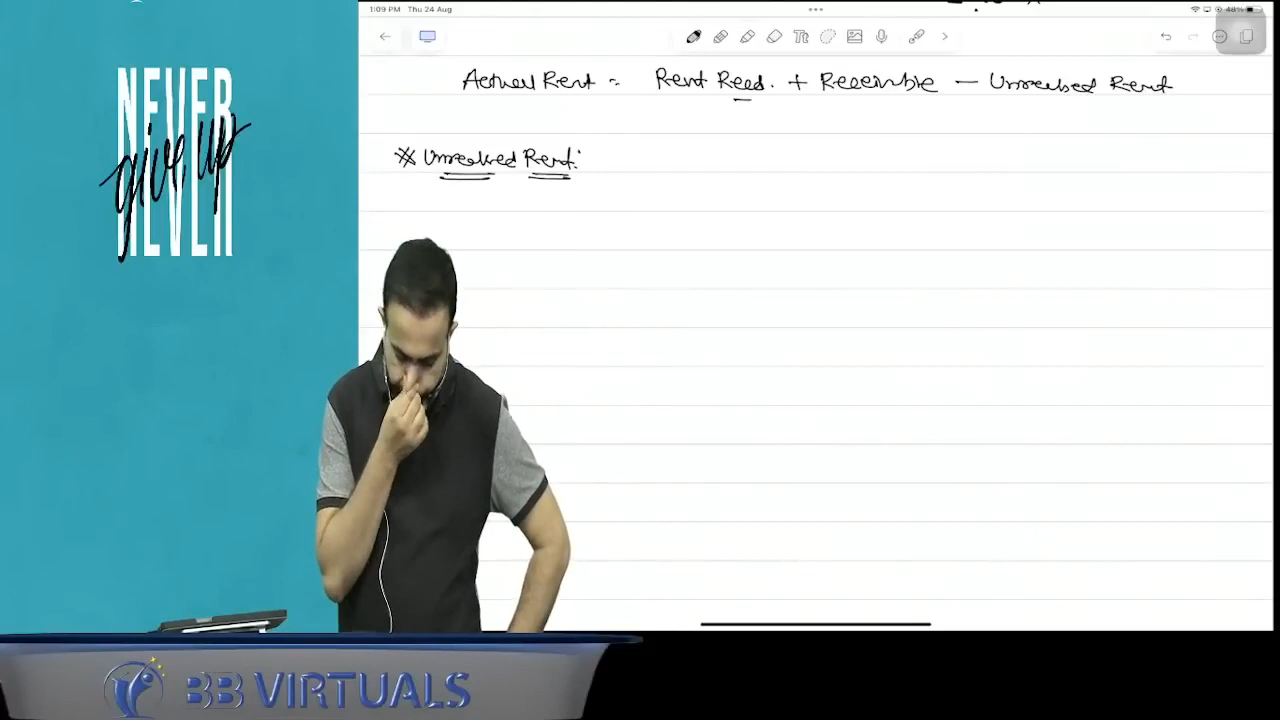 1:09 PM Thu 24 Aug
48%
Actual Rent = Rent Recd. + Receivable - Unrealised Rent
* Unrealised Rent:
NEVER
give up
NEVER
BB VIRTUALS